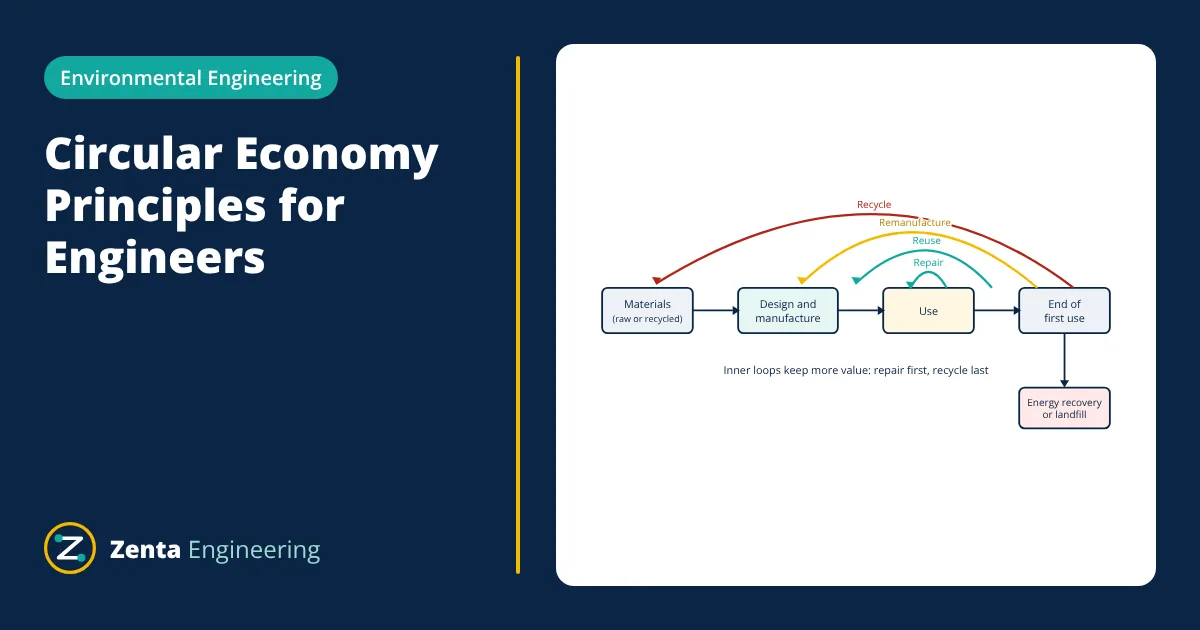 Environmental Engineering
Circular Economy
Principles for
Engineers
Zenta Engineering
Recycle
Remanufacture
Reuse
Repair
Materials
(raw or recycled)
Design and
manufacture
Use
End of
first use
Inner loops keep more value: repair first, recycle last
Energy recovery
or landfill